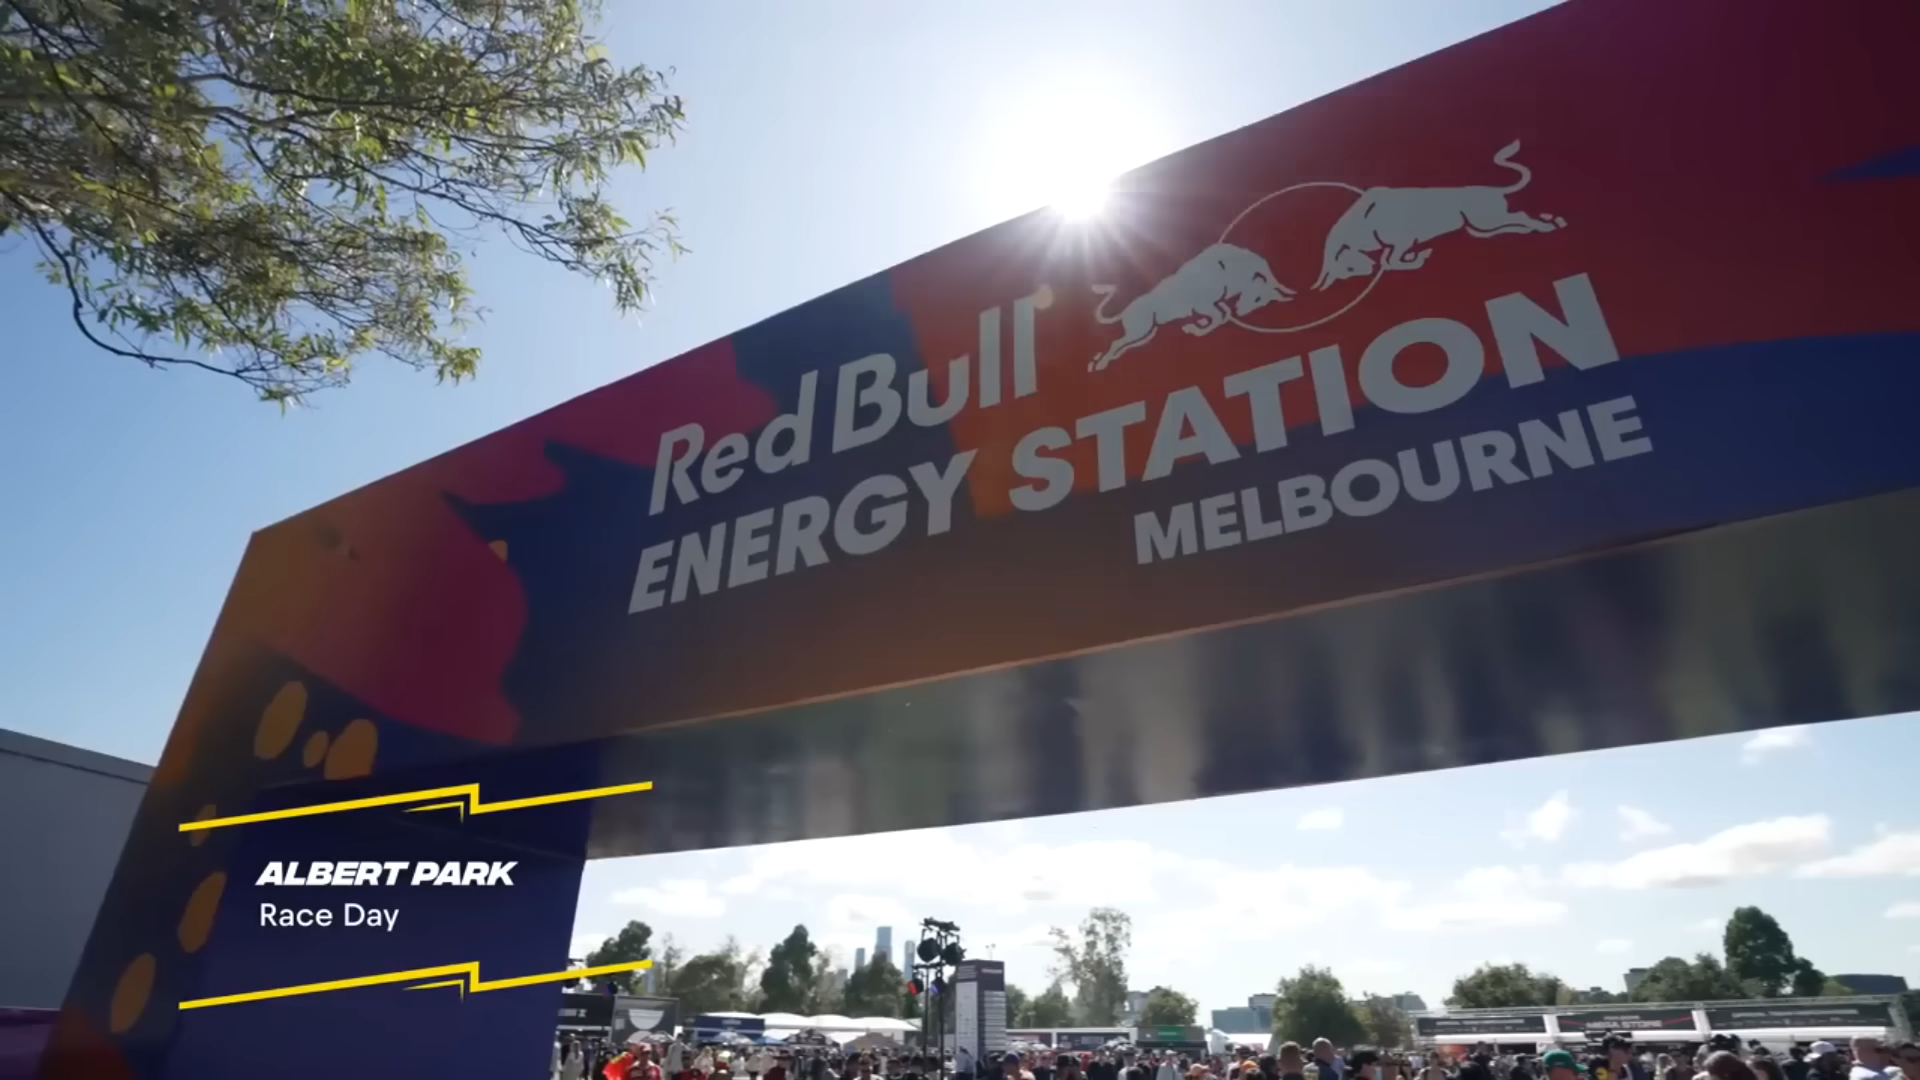 Red Bull
ENERGY STATION
MELBOURNE
ALBERT PARK
Race Day